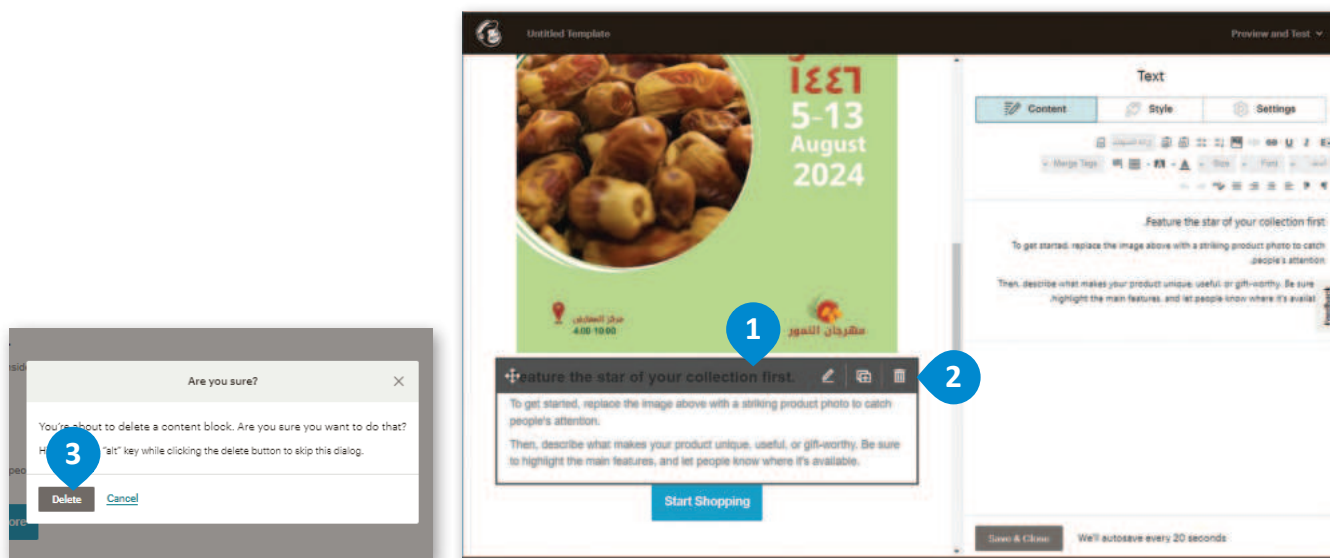 Untitled Template
Preview and Test
١٤٤٦
5-13
August
2024
مركز المعارض
4:00-10:00
مهرجان التمور
1
Feature the star of your collection first.
2
To get started, replace the image above with a striking product photo to catch
people's attention.
Then, describe what makes your product unique, useful, or gift-worthy. Be sure
to highlight the main features, and let people know where it's available.
Start Shopping
Text
Content
Style
Settings
Merge Tags
Size
Font
.Feature the star of your collection first
To get started, replace the image above with a striking product photo to catch
.people's attention
Then, describe what makes your product unique, useful, or gift-worthy. Be sure
.highlight the main features, and let people know where it's availal
Feedback
Save & Close
We'll autosave every 20 seconds
Are you sure?
You're about to delete a content block. Are you sure you want to do that?
"alt" key while clicking the delete button to skip this dialog.
3
Delete
Cancel